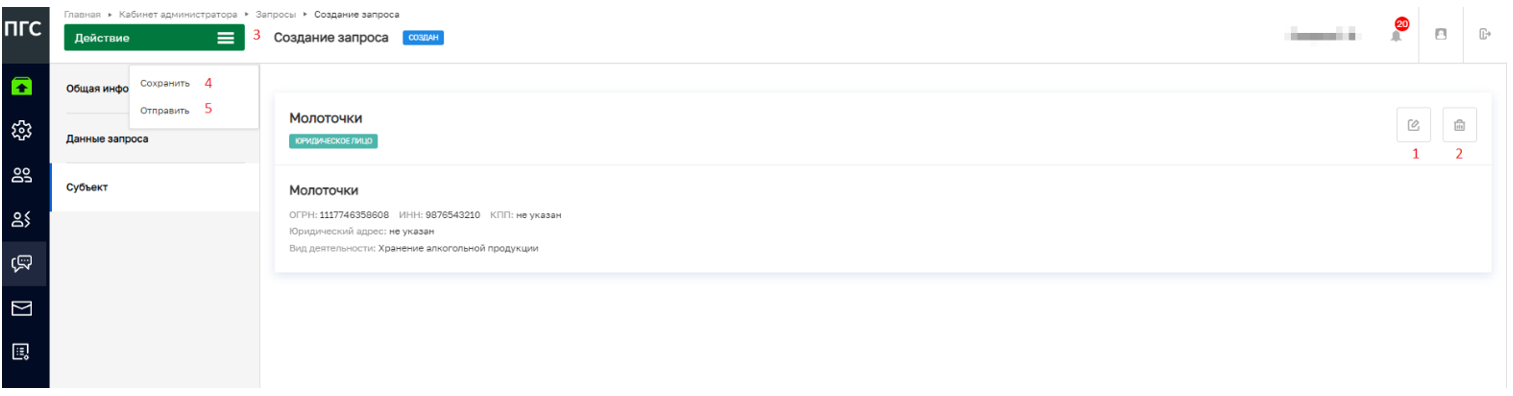 ПГС
Главная ▸ Кабинет администратора ▸ Запросы ▸ Создание запроса
Действие
3
Создание запроса
СОЗДАН
20
Общая инфо
Сохранить 4
Отправить 5
Данные запроса
Субъект
Молоточки
ЮРИДИЧЕСКОЕ ЛИЦО
1 2
Молоточки
ОГРН: 1117746358608 ИНН: 9876543210 КПП: не указан
Юридический адрес: не указан
Вид деятельности: Хранение алкогольной продукции